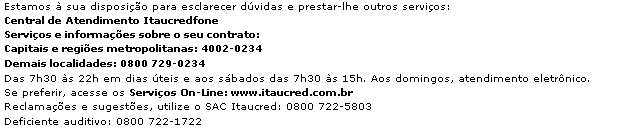 Estamos à sua disposição para esclarecer dúvidas e prestar-lhe outros serviços:
Central de Atendimento Itaucredfone
Serviços e informações sobre o seu contrato:
Capitais e regiões metropolitanas: 4002-0234
Demais localidades: 0800 729-0234
Das 7h30 às 22h em dias úteis e aos sábados das 7h30 às 15h. Aos domingos, atendimento eletrônico.
Se preferir, acesse os Serviços On-Line: www.itaucred.com.br
Reclamações e sugestões, utilize o SAC Itaucred: 0800 722-5803
Deficiente auditivo: 0800 722-1722